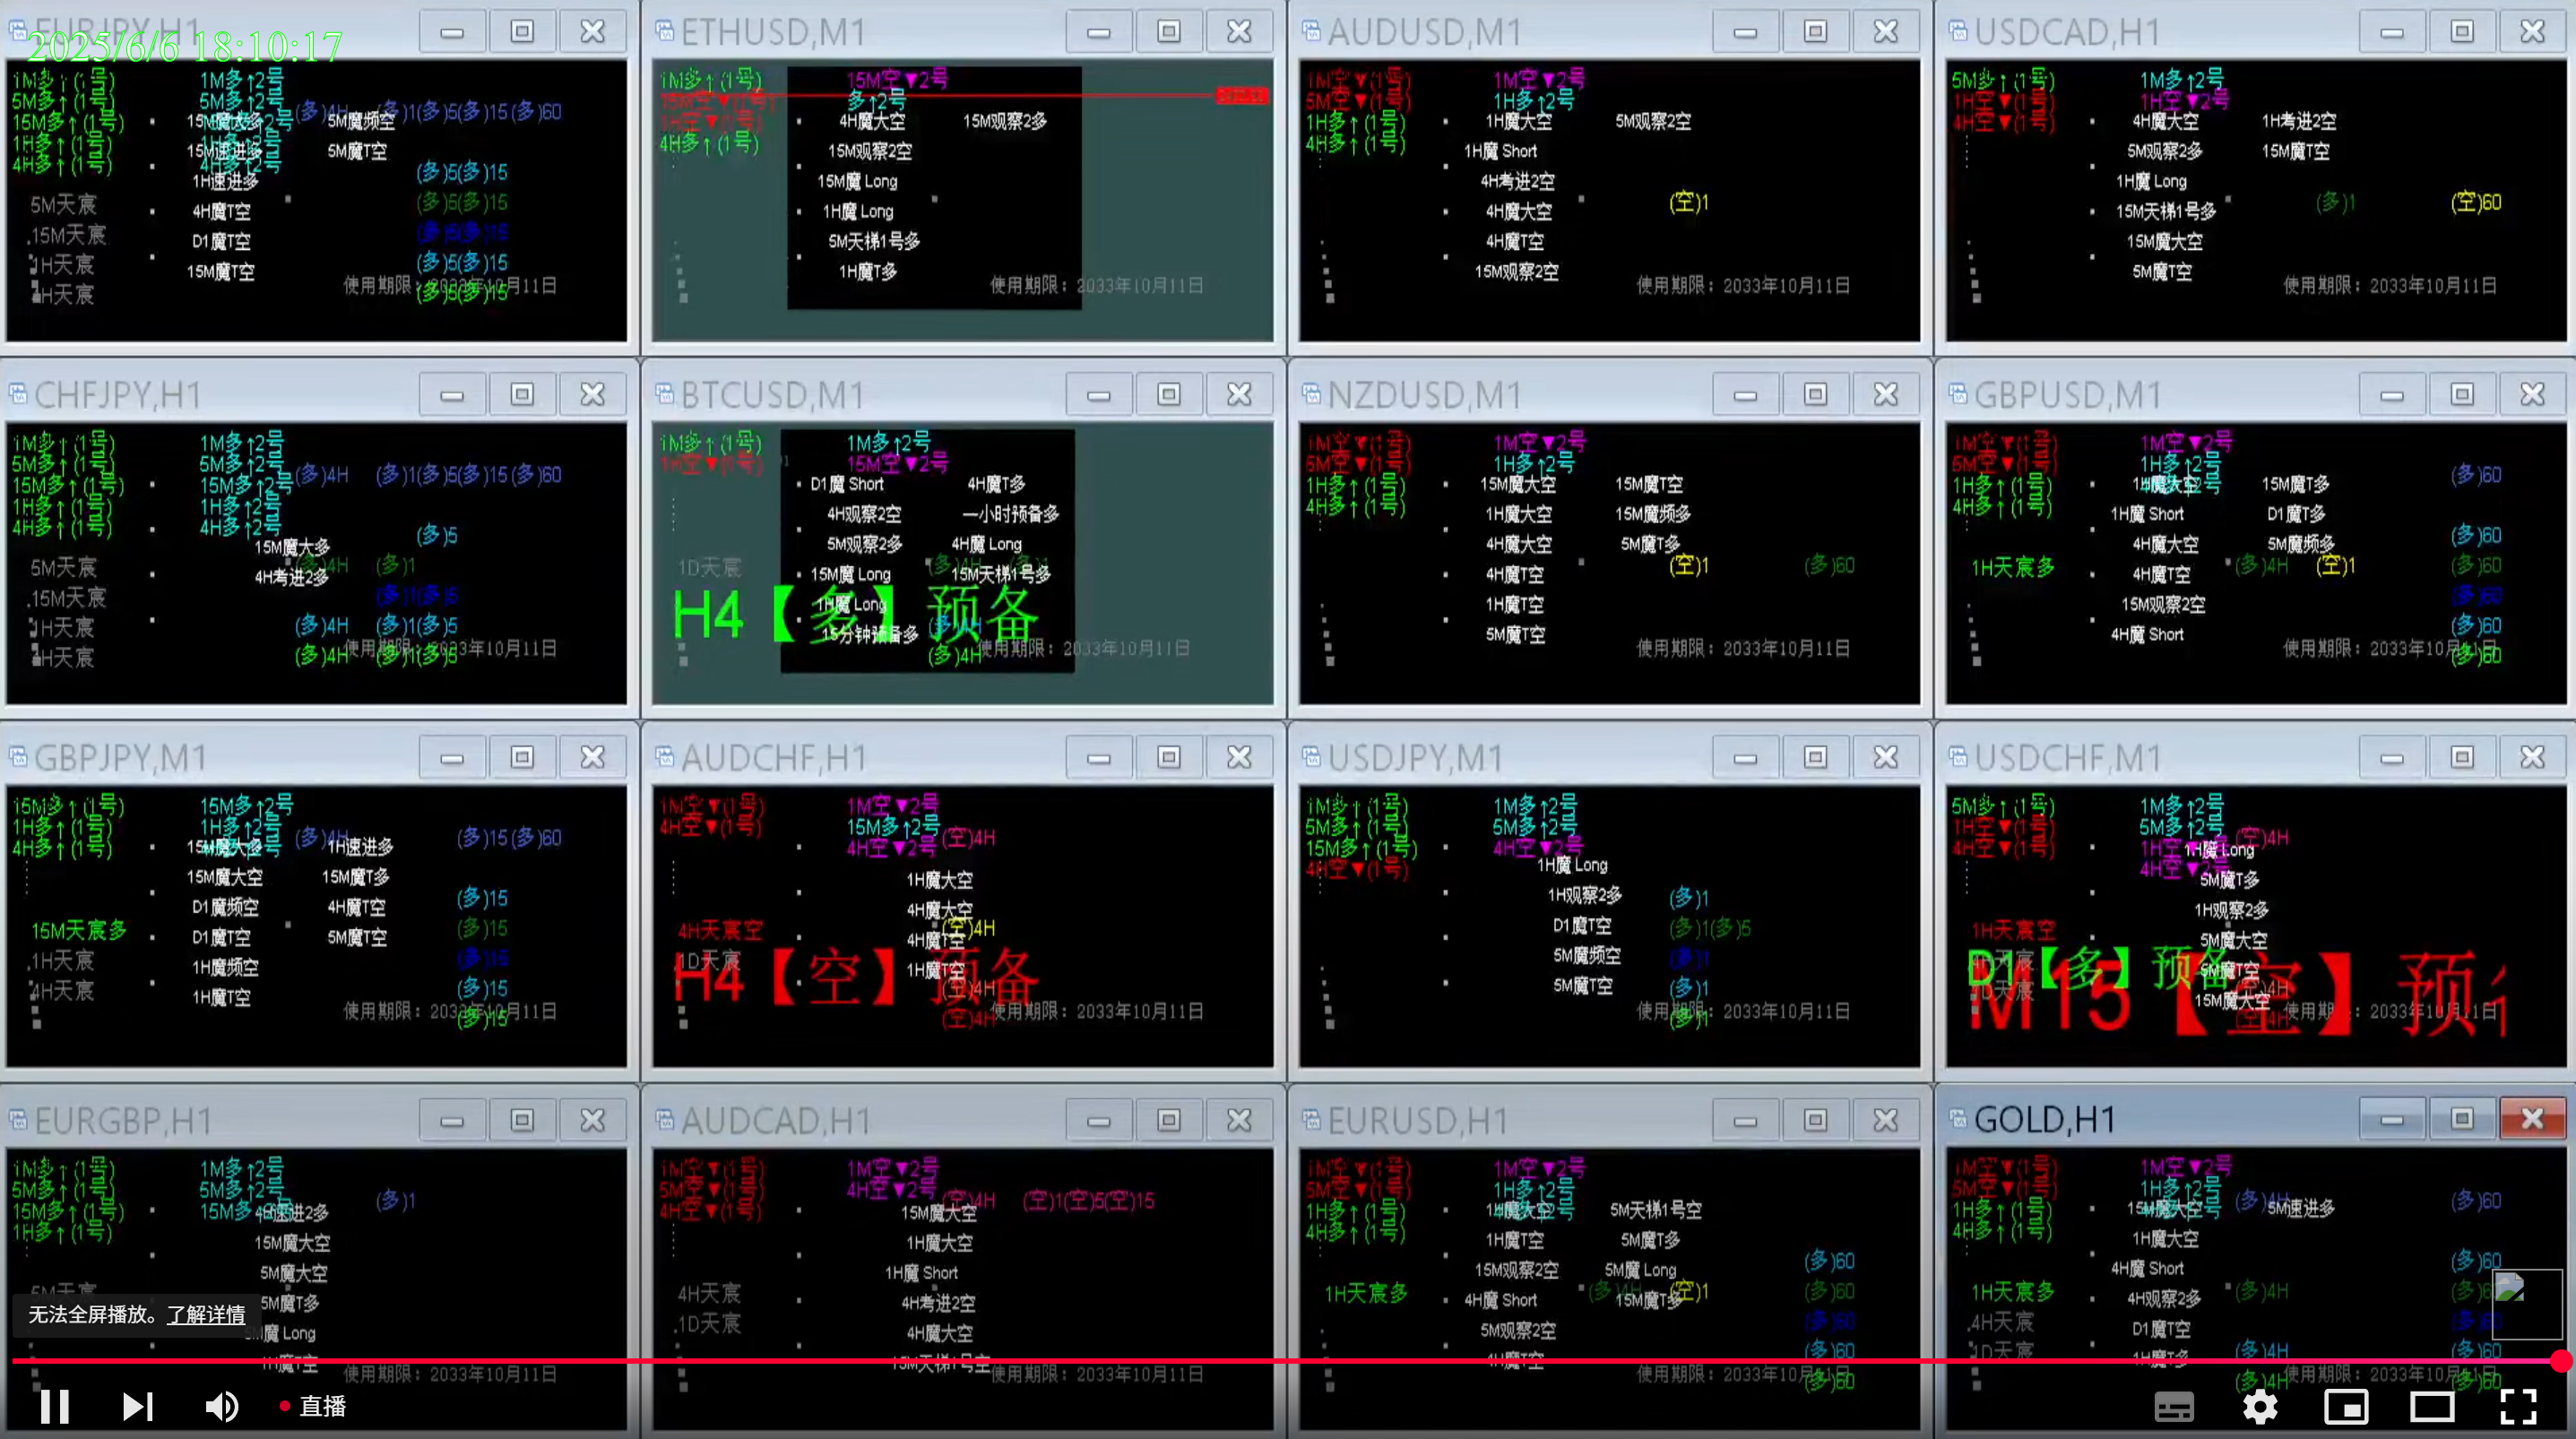 EURJPY,H1
2025/6/6 18:10:17
1M多↑(1号) 1M多↑2号
5M多↑(1号) 5M多↑2号 (多)4H (多)1(多)5(多)15(多)60
15M多↑(1号) 15M魔大多 5M魔频空
1H多↑(1号) 15M速进多 5M魔T空
4H多↑(1号) 4H多↑2号 (多)5(多)15
1H速进多
5M天宸 4H魔T空 (多)5(多)15
.15M天宸 D1魔T空 (多)5(多)15
1H天宸 15M魔T空 (多)5(多)15
4H天宸 使用期限：2033年10月11日 (多)5(多)15
ETHUSD,M1
1M多↑(1号) 15M空▼2号
15M空▼(1号) 多↑2号
1H空▼(1号) 4H魔大空 15M观察2多
4H多↑(1号) 15M观察2空
15M魔 Long
1H魔 Long
5M天梯1号多
1H魔T多
使用期限：2033年10月11日
AUDUSD,M1
1M空▼(1号) 1M空▼2号
5M空▼(1号) 1H多↑2号
1H多↑(1号) 1H魔大空 5M观察2空
4H多↑(1号) 1H魔 Short
4H考进2空
4H魔大空 (空)1
4H魔T空
15M观察2空
使用期限：2033年10月11日
USDCAD,H1
5M多↑(1号) 1M多↑2号
1H空▼(1号) 1H空▼2号
4H空▼(1号) 4H魔大空 1H考进2空
5M观察2多 15M魔T空
1H魔 Long
15M天梯1号多 (多)1 (空)60
15M魔大空
5M魔T空
使用期限：2033年10月11日
CHFJPY,H1
1M多↑(1号) 1M多↑2号
5M多↑(1号) 5M多↑2号 (多)4H (多)1(多)5(多)15(多)60
15M多↑(1号) 15M多↑2号
1H多↑(1号) 1H多↑2号
4H多↑(1号) 4H多↑2号 (多)5
15M魔大多
5M天宸 (多)4H (多)1
4H考进2多
.15M天宸 (多)1(多)5
1H天宸 (多)4H (多)1(多)5
4H天宸 (多)4H (多)1(多)5
使用期限：2033年10月11日
BTCUSD,M1
1M多↑(1号) 1M多↑2号
1H空▼(1号) 15M空▼2号
D1魔 Short 4H魔T多
4H观察2空 一小时预备多
5M观察2多 4H魔 Long
1D天宸 15M魔 Long (多)4H 15M天梯1号多
H4【多】预备
1H魔 Long
15分钟预备多
(多)4H 使用期限：2033年10月11日
NZDUSD,M1
1M空▼(1号) 1M空▼2号
5M空▼(1号) 1H多↑2号
1H多↑(1号) 15M魔大空 15M魔T空
4H多↑(1号) 1H魔大空 15M魔频多
4H魔大空 5M魔T多
4H魔T空 (空)1 (多)60
1H魔T空
5M魔T空
使用期限：2033年10月11日
GBPUSD,M1
1M空▼(1号) 1M空▼2号
5M空▼(1号) 1H多↑2号 (多)60
1H多↑(1号) 1H魔大空 15M魔T多
4H多↑(1号) 1H魔 Short D1魔T多
4H魔大空 5M魔频多 (多)60
1H天宸多 4H魔T空 (多)4H (空)1 (多)60
15M观察2空 (多)60
4H魔 Short (多)60
使用期限：2033年10月11日 (多)60
GBPJPY,M1
15M多↑(1号) 15M多↑2号
1H多↑(1号) 1H多↑2号 (多)4H (多)15(多)60
4H多↑(1号) 15M魔大多 1H速进多
15M魔大空 15M魔T多
D1魔频空 4H魔T空 (多)15
15M天宸多 D1魔T空 5M魔T空 (多)15
.1H天宸 1H魔频空 (多)15
4H天宸 1H魔T空 (多)15
使用期限：2033年10月11日 (多)15
AUDCHF,H1
1M空▼(1号) 1M空▼2号
4H空▼(1号) 15M多↑2号
4H空▼2号 (空)4H
1H魔大空
4H魔大空
4H天宸空 (空)4H
4H魔T空
.1D天宸 1H魔T空
H4【空】预备
(空)4H
(空)4H 使用期限：2033年10月11日
USDJPY,M1
1M多↑(1号) 1M多↑2号
5M多↑(1号) 5M多↑2号
15M多↑(1号) 4H空▼2号
4H空▼(1号) 1H魔 Long
1H观察2多 (多)1
D1魔T空 (多)1(多)5
5M魔频空 (多)1
5M魔T空 (多)1
使用期限：2033年10月11日 (多)1
USDCHF,M1
5M多↑(1号) 1M多↑2号
1H空▼(1号) 5M多↑2号 (空)4H
4H空▼(1号) 1H魔 Long
4H空▼2号
5M魔T多
1H观察2多
1H天宸空 5M魔大空
D1【多】预备
5M魔T空
M15【空】预
15M魔大空 (空)4H
(空)4H
EURGBP,H1
1M多↑(1号) 1M多↑2号
5M多↑(1号) 5M多↑2号 (多)1
15M多↑(1号) 15M多 4H速进2多
1H多↑(1号)
15M魔大空
5M魔大空
5M魔T多
5M魔 Long
1H魔T空
使用期限：2033年10月11日
AUDCAD,H1
1M空▼(1号) 1M空▼2号
5M空▼(1号) 4H空▼2号 (空)4H (空)1(空)5(空)15
4H空▼(1号) 15M魔大空
1H魔大空
1H魔 Short
4H天宸 4H考进2空
.1D天宸 4H魔大空
15M天梯1号空
使用期限：2033年10月11日
EURUSD,H1
1M空▼(1号) 1M空▼2号
5M空▼(1号) 1H多↑2号
1H多↑(1号) 1H魔大空 5M天梯1号空
4H多↑(1号) 1H魔T空 5M魔T多
15M观察2空 5M魔 Long (多)60
1H天宸多 4H魔 Short 15M魔T多 (空)1 (多)60
5M观察2空 (多)60
4H魔T空 (多)60
使用期限：2033年10月11日 (多)60
GOLD,H1
1M空▼(1号) 1M空▼2号
5M空▼(1号) 1H多↑2号 (多)4H (多)60
1H多↑(1号) 15M魔大空 5M速进多
4H多↑(1号) 1H魔大空
4H魔 Short (多)60
1H天宸多 4H观察2多 (多)4H
.4H天宸 D1魔T空
1D天宸 1H魔T多 (多)4H (多)60
(多)4H 使用期限：2033年10月11日 (多)60
无法全屏播放。了解详情
直播